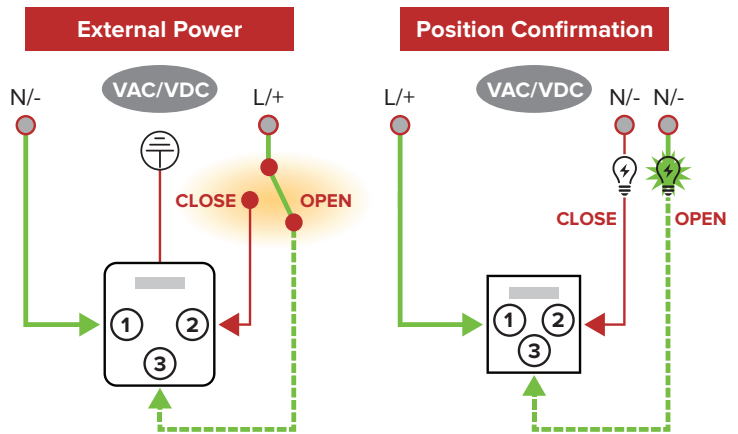 External Power
VAC/VDC
N/-
L/+
CLOSE
OPEN
1
2
3
Position Confirmation
VAC/VDC
L/+
N/-
N/-
CLOSE
OPEN
1
2
3